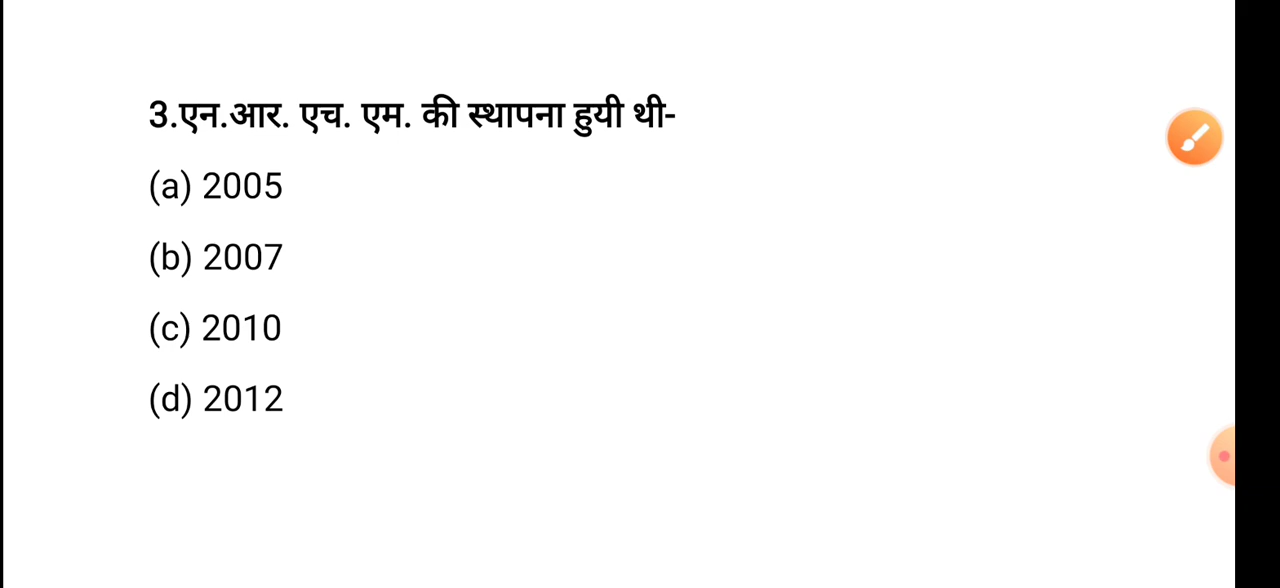 3.एन.आर. एच. एम. की स्थापना हुयी थी-
(a) 2005
(b) 2007
(c) 2010
(d) 2012